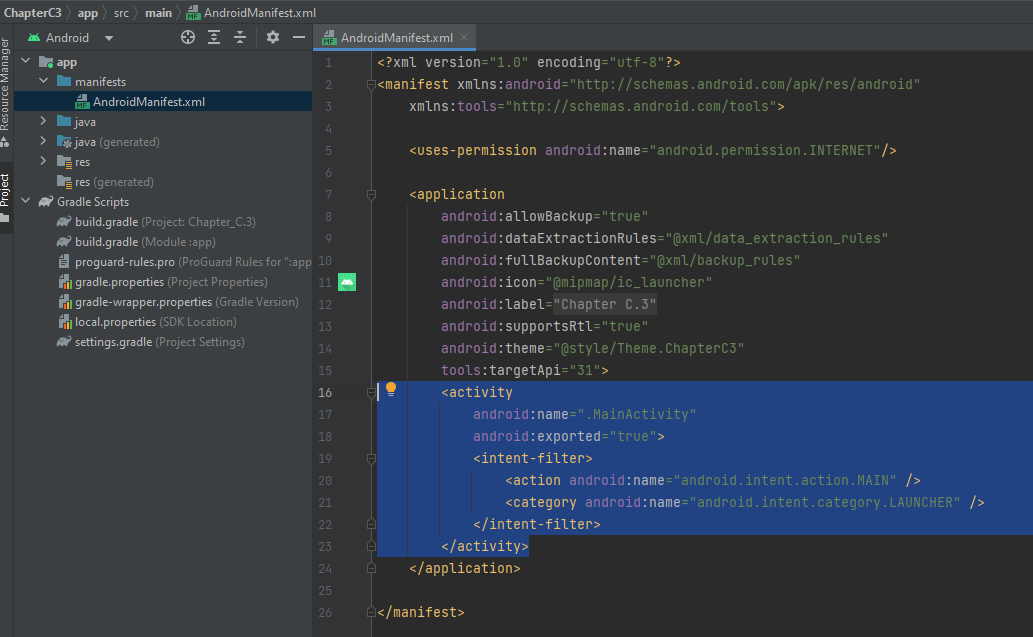 ChapterC3 app src main AndroidManifest.xml
Android
AndroidManifest.xml
Resource Manager
Project
app
manifests
AndroidManifest.xml
java
java (generated)
res
res (generated)
Gradle Scripts
build.gradle (Project: Chapter_C.3)
build.gradle (Module :app)
proguard-rules.pro (ProGuard Rules for ":app
gradle.properties (Project Properties)
gradle-wrapper.properties (Gradle Version)
local.properties (SDK Location)
settings.gradle (Project Settings)
1 <?xml version="1.0" encoding="utf-8"?>
2 <manifest xmlns:android="http://schemas.android.com/apk/res/android"
3 xmlns:tools="http://schemas.android.com/tools">
4
5 <uses-permission android:name="android.permission.INTERNET"/>
6
7 <application
8 android:allowBackup="true"
9 android:dataExtractionRules="@xml/data_extraction_rules"
10 android:fullBackupContent="@xml/backup_rules"
11 android:icon="@mipmap/ic_launcher"
12 android:label="Chapter C.3"
13 android:supportsRtl="true"
14 android:theme="@style/Theme.ChapterC3"
15 tools:targetApi="31">
16 <activity
17 android:name=".MainActivity"
18 android:exported="true">
19 <intent-filter>
20 <action android:name="android.intent.action.MAIN" />
21 <category android:name="android.intent.category.LAUNCHER" />
22 </intent-filter>
23 </activity>
24 </application>
25
26 </manifest>